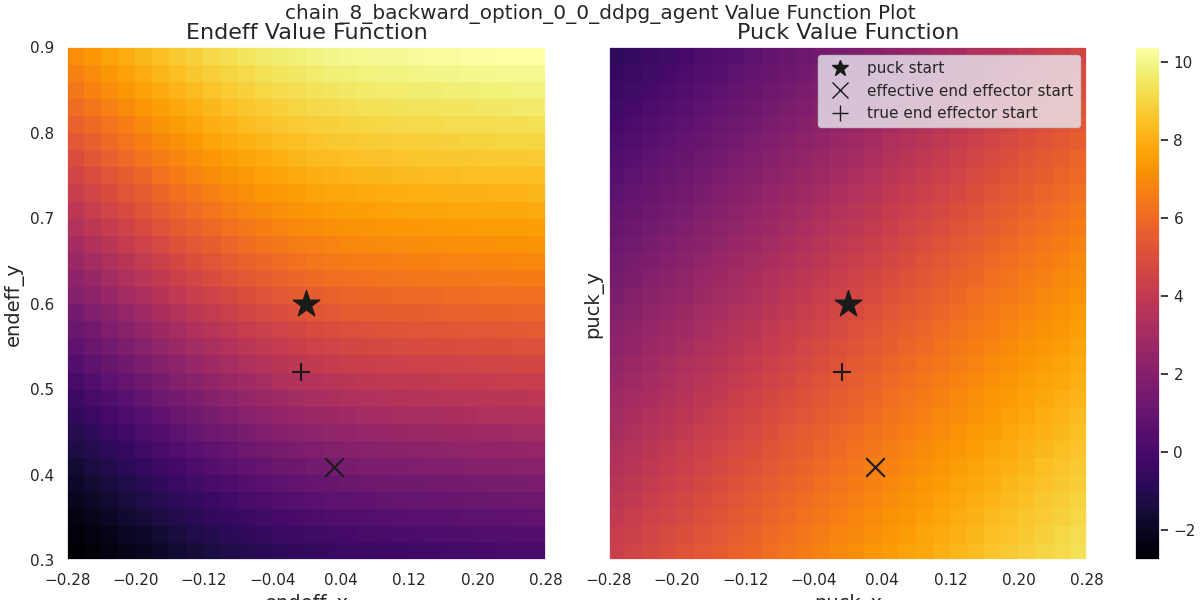 chain_8_backward_option_0_0_ddpg_agent Value Function Plot
Endeff Value Function
Puck Value Function
puck start
effective end effector start
true end effector start
endeff_y
0.9
0.8
0.7
0.6
0.5
0.4
0.3
−0.28 −0.20 −0.12 −0.04 0.04 0.12 0.20 0.28
endeff_x
puck_y
−0.28 −0.20 −0.12 −0.04 0.04 0.12 0.20 0.28
puck_x
10
8
6
4
2
0
−2